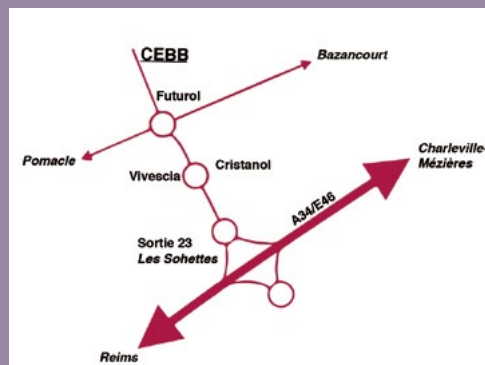 CEBB
Bazancourt
Futurol
Pomacle
Vivescia
Cristanol
Charleville-
Mézières
A34/E46
Sortie 23
Les Sohettes
Reims